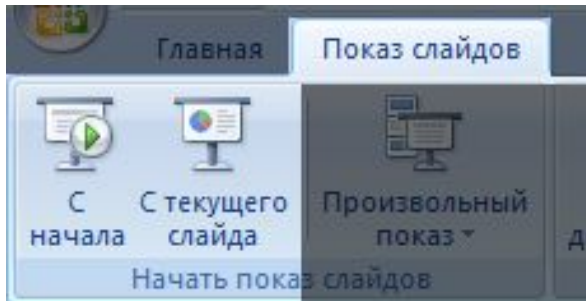 Главная Показ слайдов
С начала
С текущего слайда
Произвольный показ
Начать показ слайдов